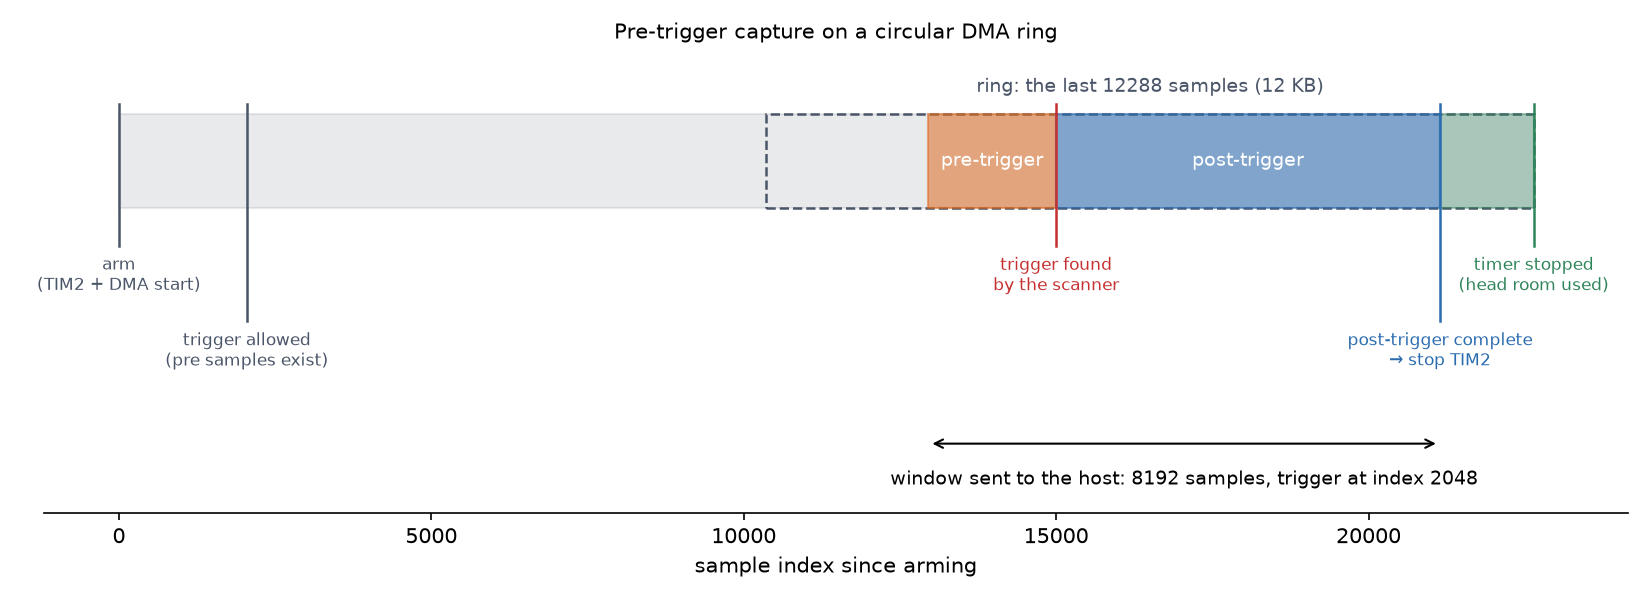 Pre-trigger capture on a circular DMA ring
ring: the last 12288 samples (12 KB)
pre-trigger
post-trigger
arm
(TIM2 + DMA start)
trigger found
by the scanner
timer stopped
(head room used)
trigger allowed
(pre samples exist)
post-trigger complete
→ stop TIM2
window sent to the host: 8192 samples, trigger at index 2048
0
5000
10000
15000
20000
sample index since arming